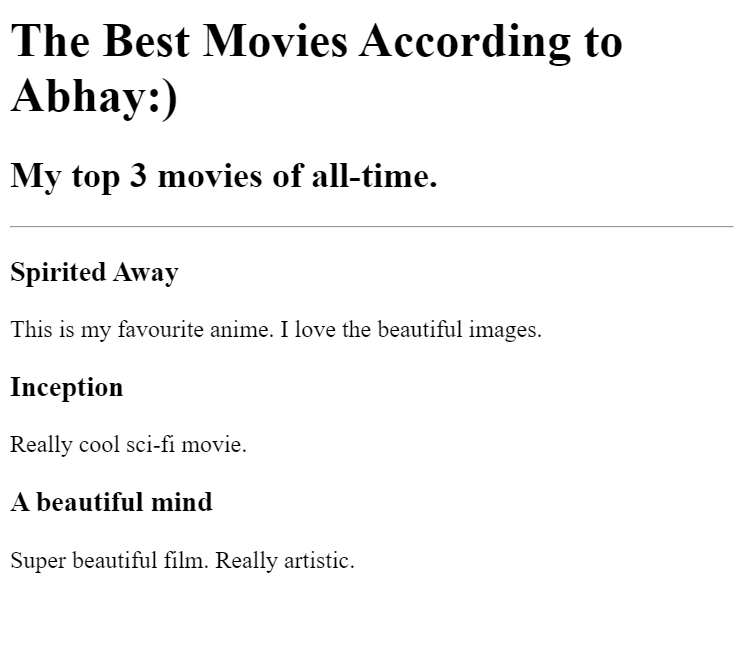 The Best Movies According to
Abhay:)
My top 3 movies of all-time.
Spirited Away
This is my favourite anime. I love the beautiful images.
Inception
Really cool sci-fi movie.
A beautiful mind
Super beautiful film. Really artistic.